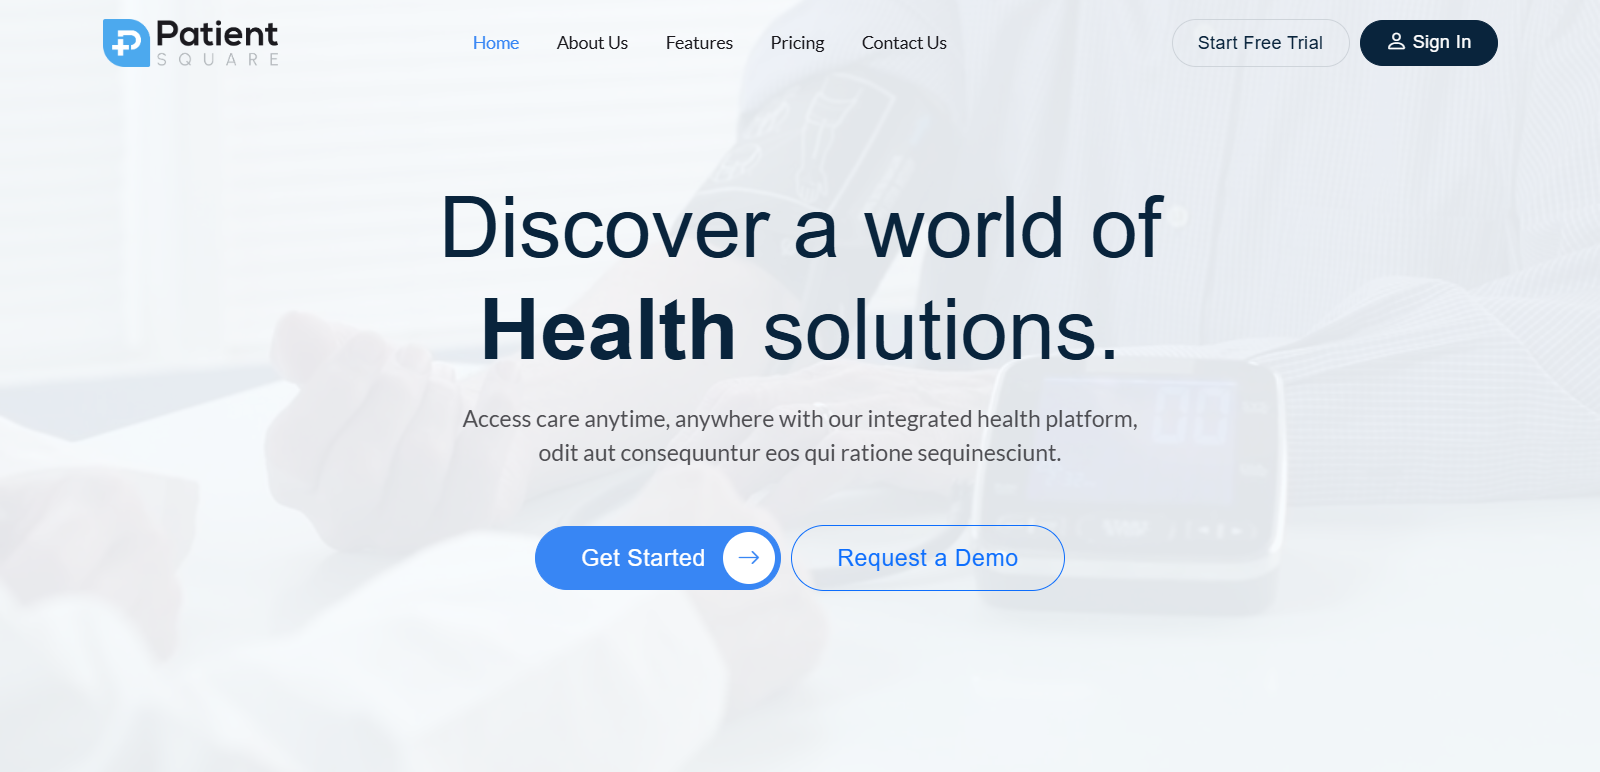 Patient
SQUARE
Home
About Us
Features
Pricing
Contact Us
Start Free Trial
Sign In
Discover a world of
Health solutions.
Access care anytime, anywhere with our integrated health platform,
odit aut consequuntur eos qui ratione sequinesciunt.
Get Started
Request a Demo